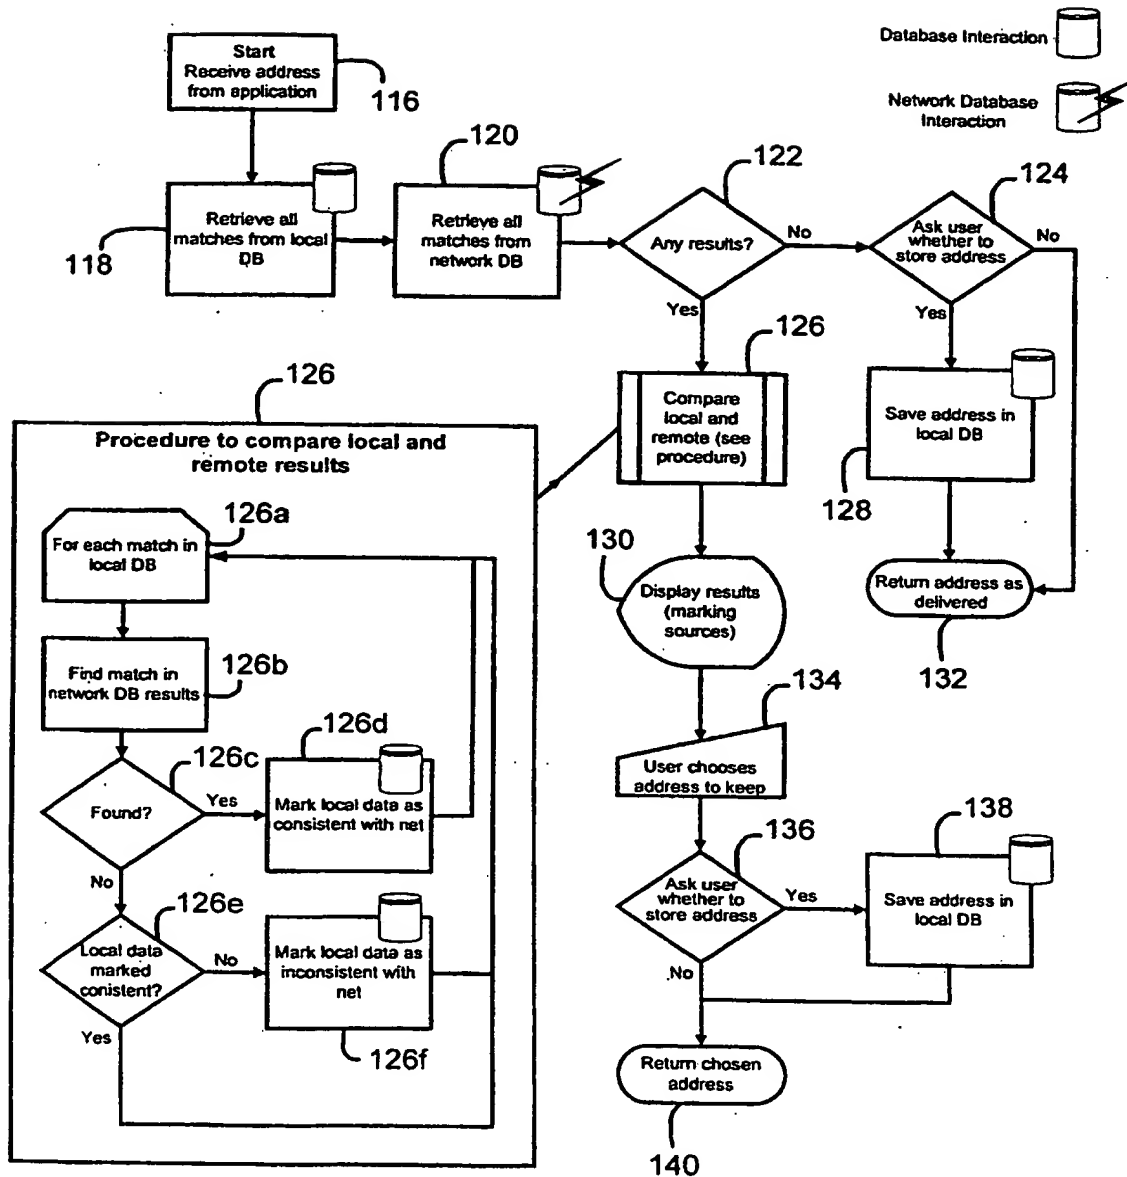 Start
Receive address
from application
116
Database Interaction
Network Database
Interaction
118
Retrieve all
matches from local
DB
120
Retrieve all
matches from
network DB
122
Any results?
No
Yes
124
Ask user
whether to
store address
No
Yes
126
Compare
local and
remote (see
procedure)
128
Save address in
local DB
Return address as
delivered
132
130
Display results
(marking
sources)
134
User chooses
address to keep
136
Ask user
whether to
store address
Yes
No
138
Save address in
local DB
Return chosen
address
140
126
Procedure to compare local and
remote results
126a
For each match in
local DB
126b
Find match in
network DB results
126c
Found?
Yes
No
126d
Mark local data as
consistent with net
126e
Local data
marked
conistent?
No
Yes
Mark local data as
inconsistent with
net
126f